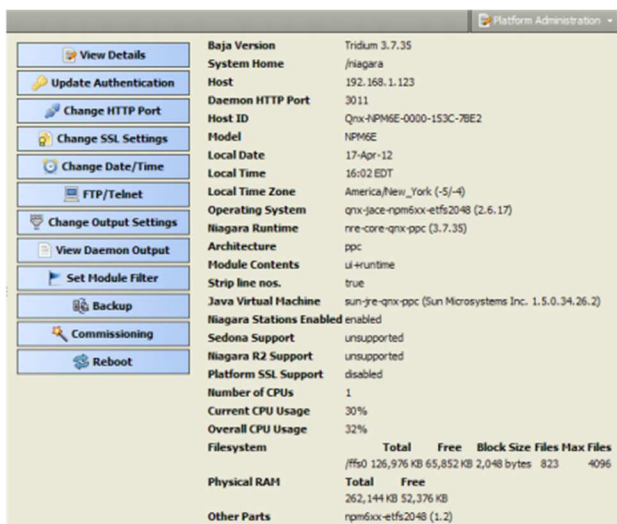 Platform Administration
View Details
Update Authentication
Change HTTP Port
Change SSL Settings
Change Date/Time
FTP/Telnet
Change Output Settings
View Daemon Output
Set Module Filter
Backup
Commissioning
Reboot
Baja Version Tridium 3.7.35
System Home /niagara
Host 192.168.1.123
Daemon HTTP Port 3011
Host ID Qnx-NPM6E-0000-153C-7BE2
Model NPM6E
Local Date 17-Apr-12
Local Time 16:02 EDT
Local Time Zone America/New_York (-5/-4)
Operating System qnx-jace-npm6xx-etfs2048 (2.6.17)
Niagara Runtime nre-core-qnx-ppc (3.7.35)
Architecture ppc
Module Contents ui+runtime
Strip line nos. true
Java Virtual Machine sun-jre-qnx-ppc (Sun Microsystems Inc. 1.5.0.34.26.2)
Niagara Stations Enabled enabled
Sedona Support unsupported
Niagara R2 Support unsupported
Platform SSL Support disabled
Number of CPUs 1
Current CPU Usage 30%
Overall CPU Usage 32%
Filesystem Total Free Block Size Files Max Files
/ffs0 126,976 KB 65,852 KB 2,048 bytes 823 4096
Physical RAM Total Free
262,144 KB 52,376 KB
Other Parts npm6xx-etfs2048 (1.2)